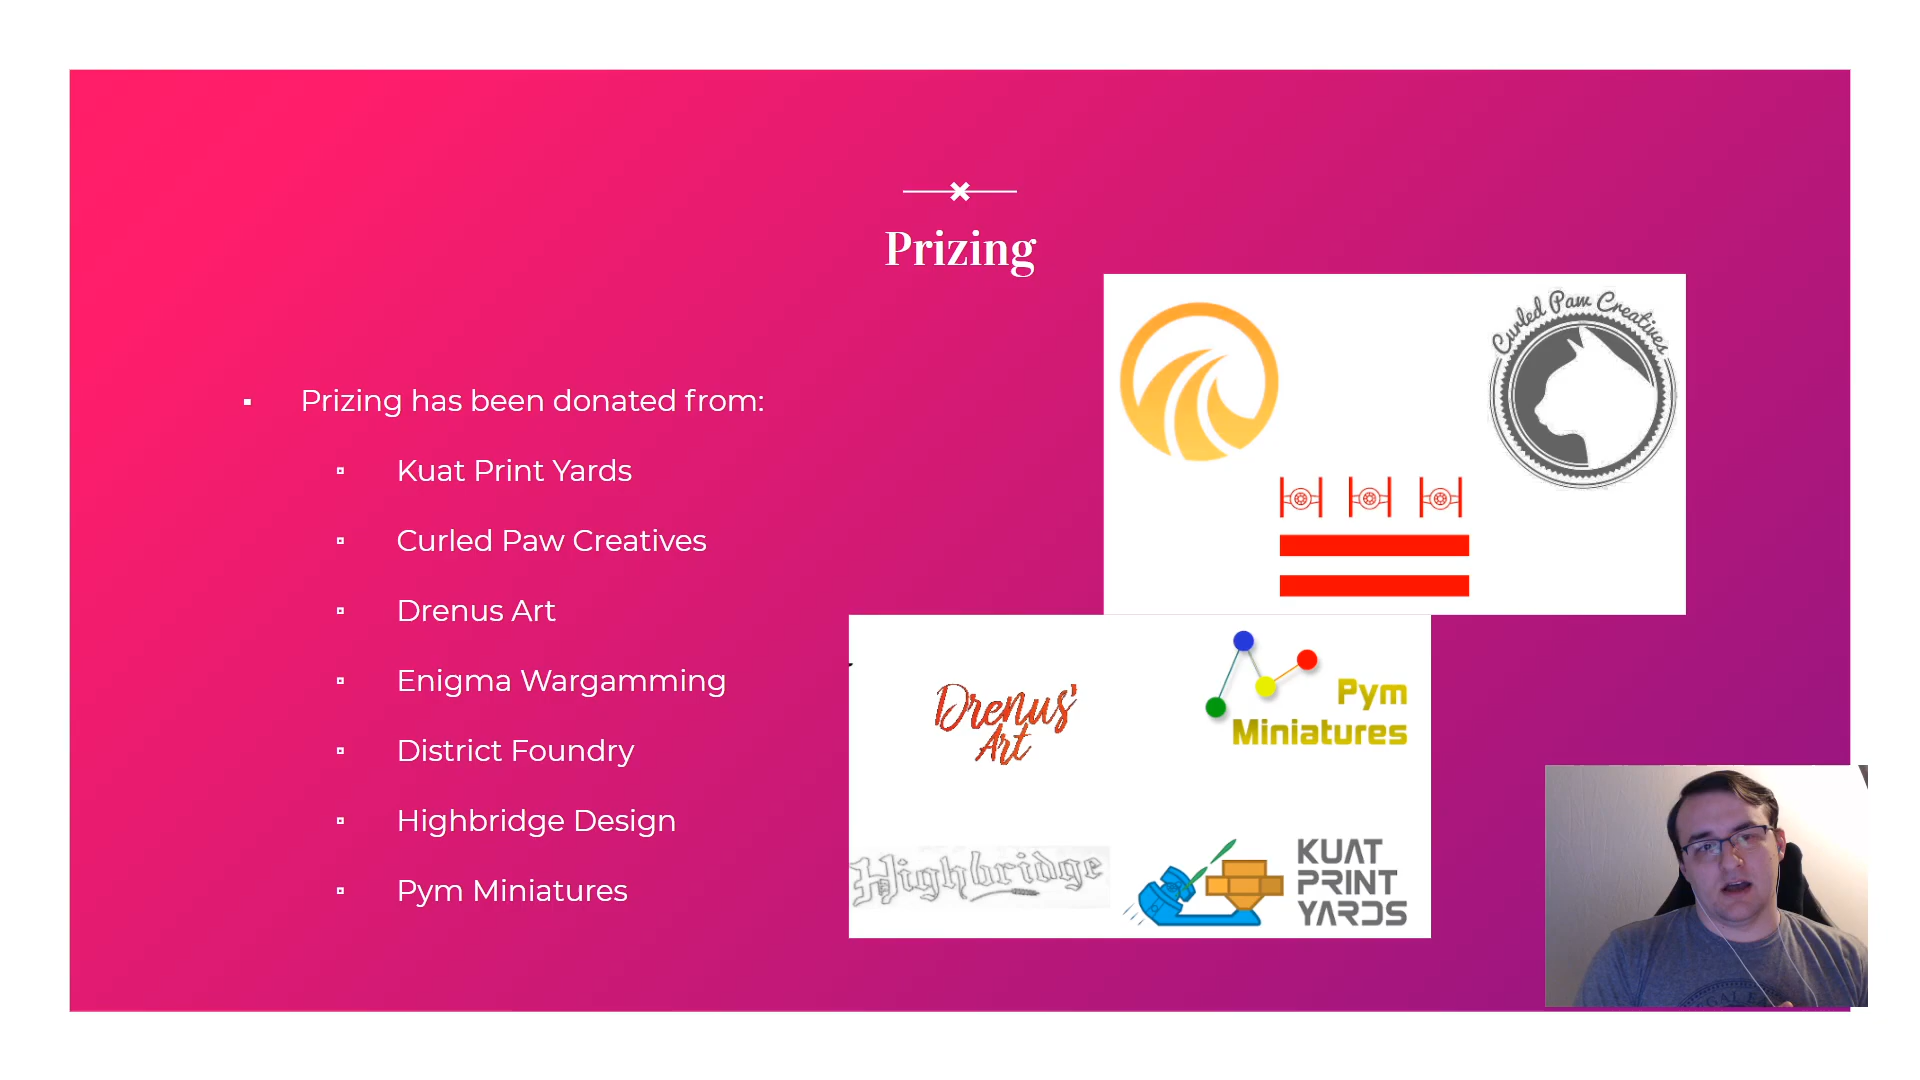 Prizing
Prizing has been donated from:
Kuat Print Yards
Curled Paw Creatives
Drenus Art
Enigma Wargamming
District Foundry
Highbridge Design
Pym Miniatures
Curled Paw Creatives
Drenus'
Art
Pym
Miniatures
Highbridge
KUAT
PRINT
YARDS